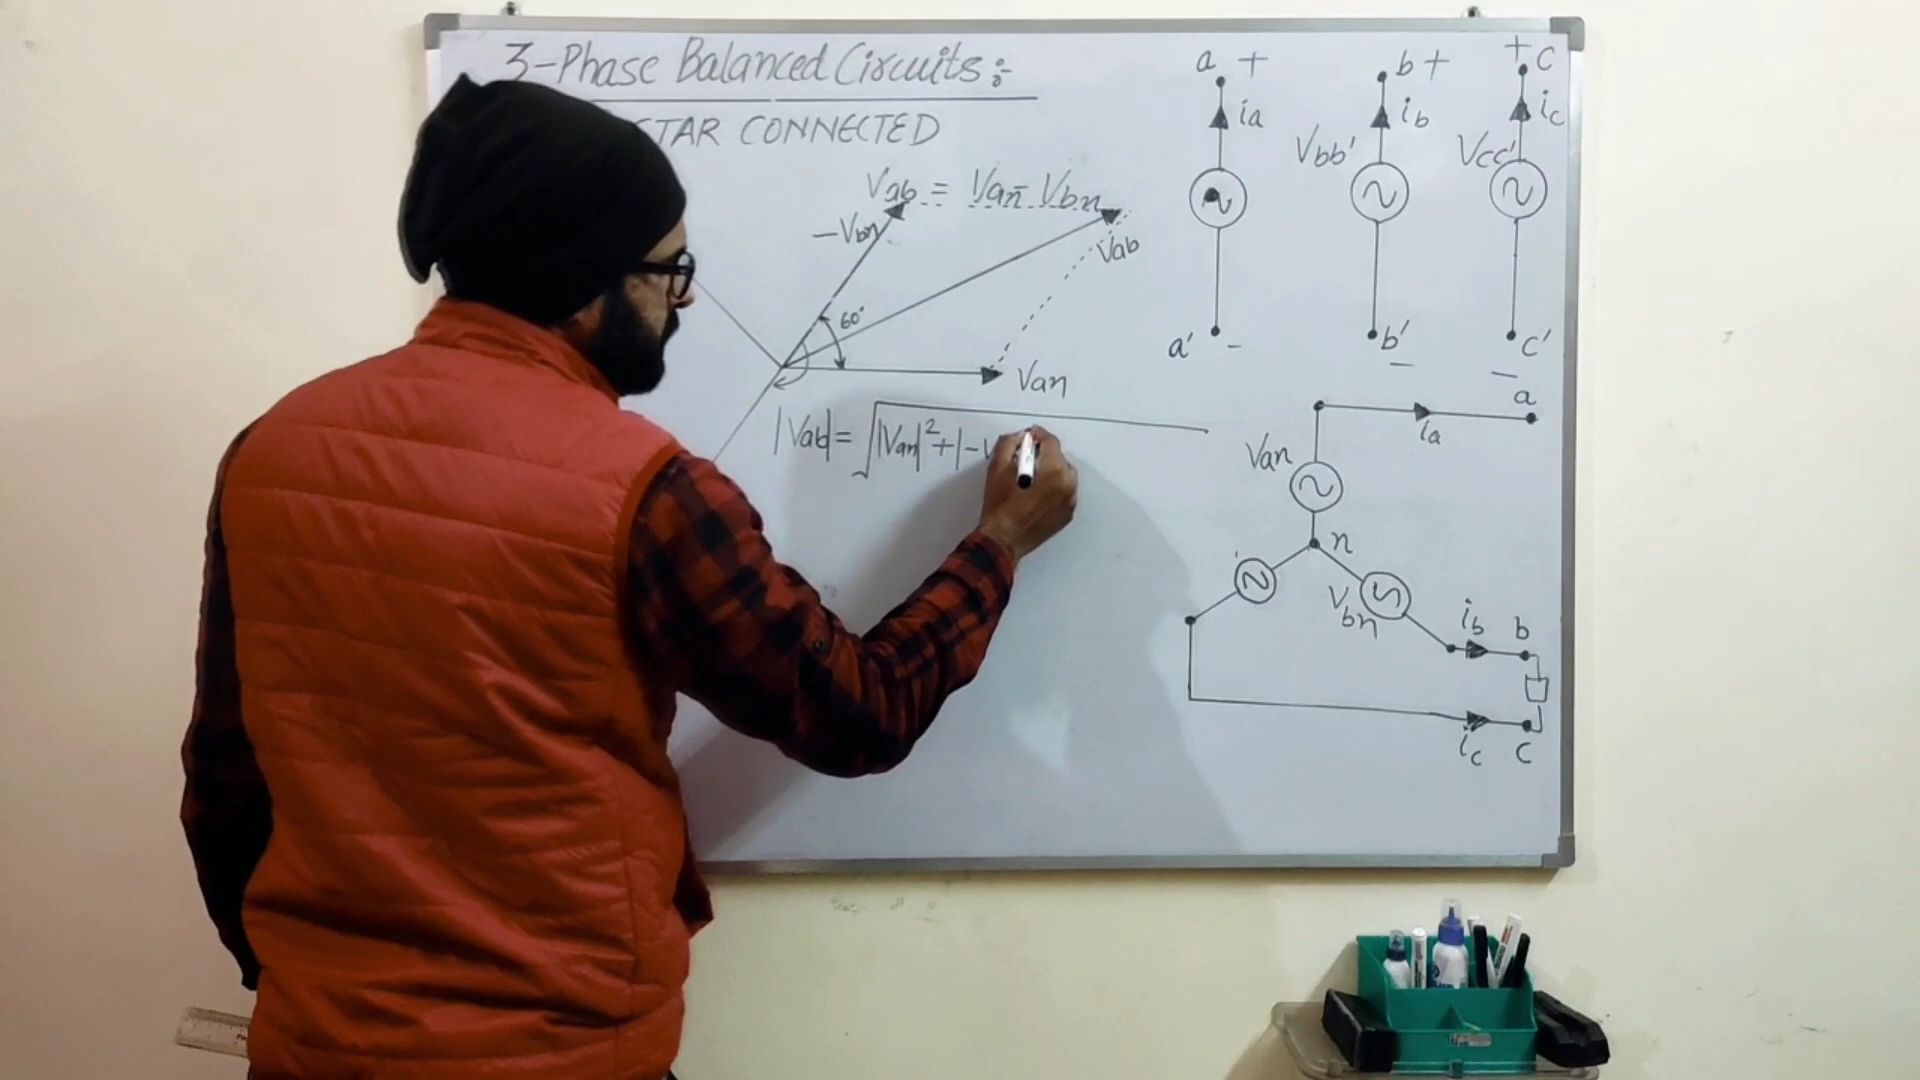 3-Phase Balanced Circuits:-
STAR CONNECTED
Vab = Van - Vbn
-Vbn
Vab
60°
Van
|Vab| = √|Van|² + |-V
a +
ia
a' -
b +
ib
Vbb'
b' -
+ c
ic
Vcc'
c' -
a
ia
Van
n
Vbn
ib b
ic c